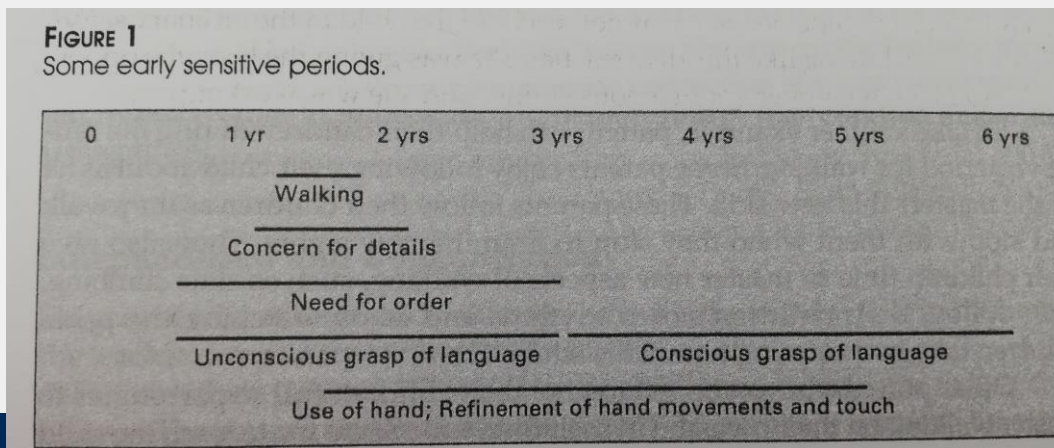 FIGURE 1
Some early sensitive periods.
0 1 yr 2 yrs 3 yrs 4 yrs 5 yrs 6 yrs
Walking
Concern for details
Need for order
Unconscious grasp of language Conscious grasp of language
Use of hand; Refinement of hand movements and touch